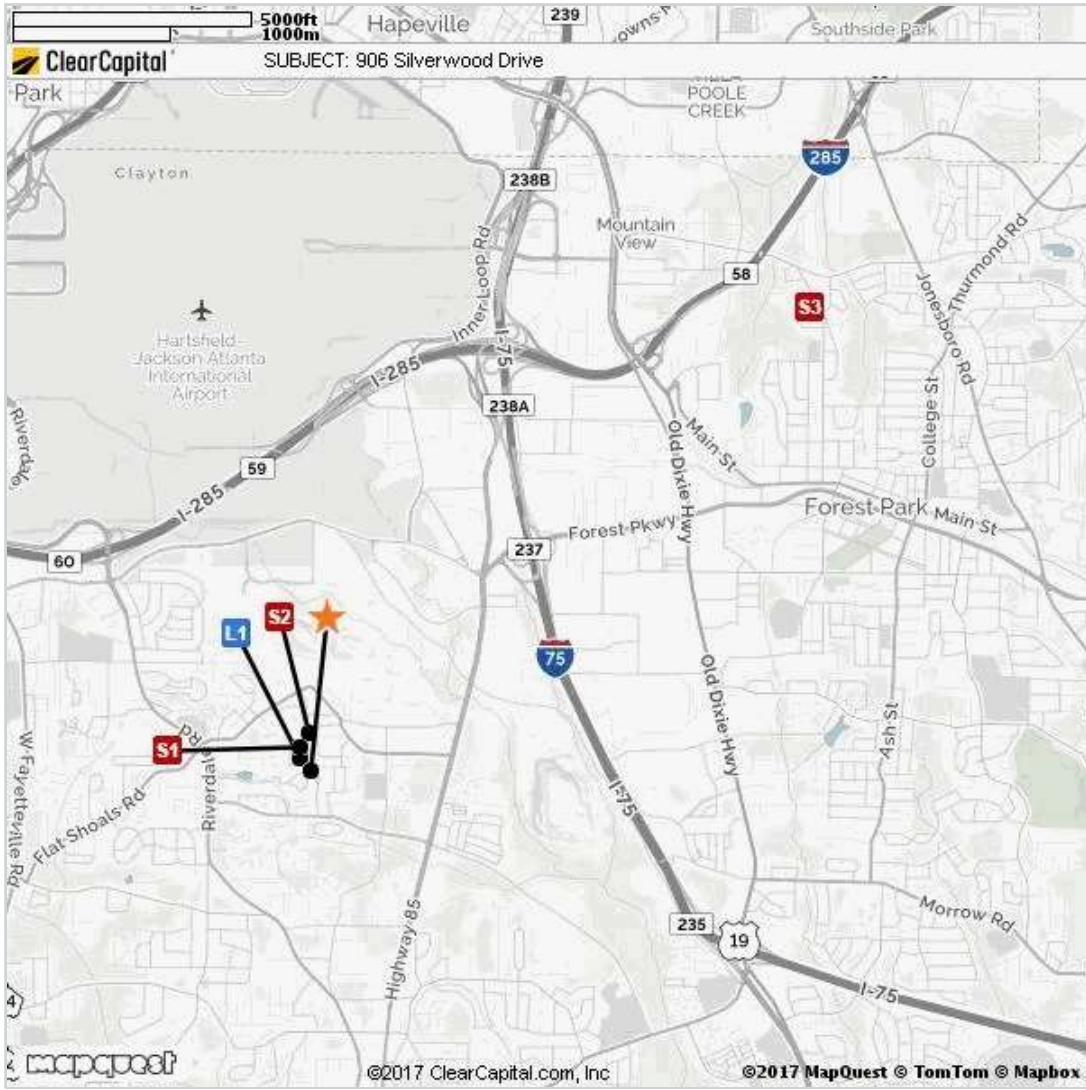 5000ft
1000m
Hapeville
239
Southside Park
ClearCapital
SUBJECT: 906 Silverwood Drive
Park
POOLE
CREEK
Clayton
285
238B
Mountain
View
Inner Loop Rd
58
Thurmond Rd
S3
Jonesboro Rd
Hartsfield-
Jackson Atlanta
International
Airport
I-285
I-75
238A
Riverdale
College St
Main St
Old Dixie Hwy
59
I-285
Forest Pkwy
Forest Park
Main St
237
60
S2
L1
75
Old Dixie Hwy
Ash St
S1
Rd
W Fayetteville Rd
Riverdale
Flat Shoals Rd
I-75
Highway 85
235
19
Morrow Rd
I-75
mapquest
©2017 ClearCapital.com, Inc
©2017 MapQuest © TomTom © Mapbox